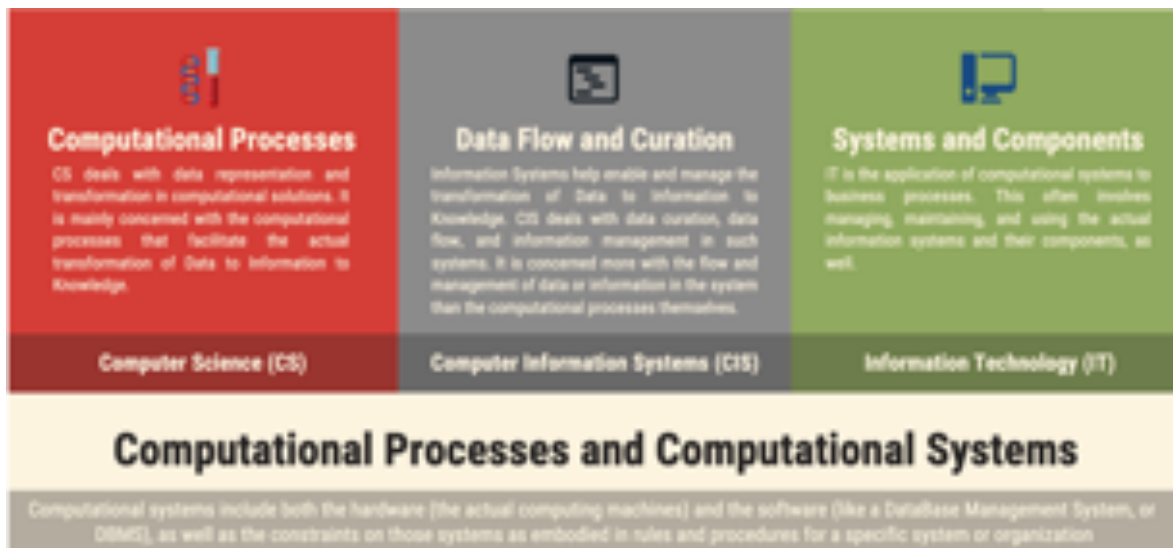 Computational Processes
CS deals with data representation and
transformation in computational solutions. It
is mainly concerned with the computational
processes that facilitate the actual
transformation of Data to Information to
Knowledge.
Computer Science (CS)
Data Flow and Curation
Information Systems help enable and manage the
transformation of Data to Information to
Knowledge. CIS deals with data curation, data
flow, and information management in such
systems. It is concerned more with the flow and
management of data or information in the system
than the computational processes themselves.
Computer Information Systems (CIS)
Systems and Components
IT is the application of computational systems to
business processes. This often involves
managing, maintaining, and using the actual
information systems and their components, as
well.
Information Technology (IT)
Computational Processes and Computational Systems
Computational systems include both the hardware (the actual computing machines) and the software (like a DataBase Management System, or
DBMS), as well as the constraints on those systems as embodied in rules and procedures for a specific system or organization